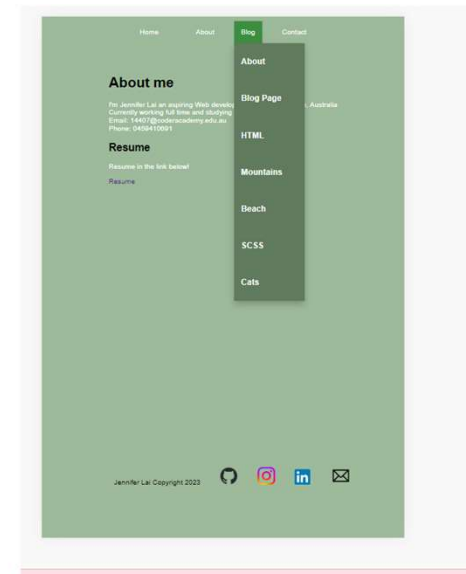 Home About Blog Contact
About
Blog Page
HTML
Mountains
Beach
SCSS
Cats
About me
I'm Jennifer Lai an aspiring Web , Australia
Currently working full time and studying
Email: 14407@coderacademy.edu.au
Phone: 0459410691
Resume
Resume in the link below!
Resume
Jennifer Lai Copyright 2023
in